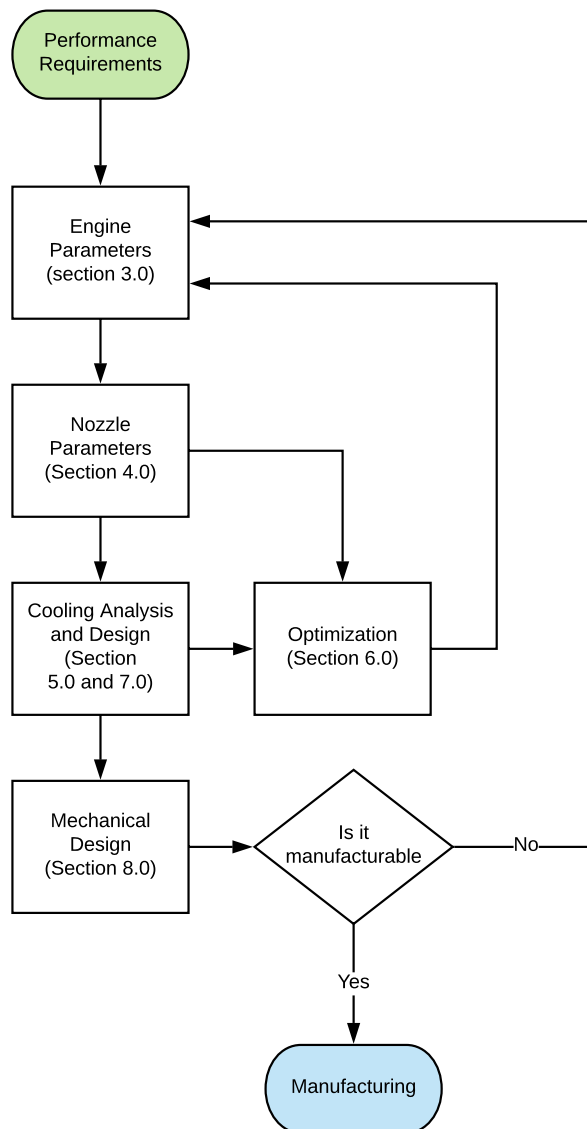 Performance
Requirements
Engine
Parameters
(section 3.0)
Nozzle
Parameters
(Section 4.0)
Cooling Analysis
and Design
(Section
5.0 and 7.0)
Optimization
(Section 6.0)
Mechanical
Design
(Section 8.0)
Is it
manufacturable
No
Yes
Manufacturing